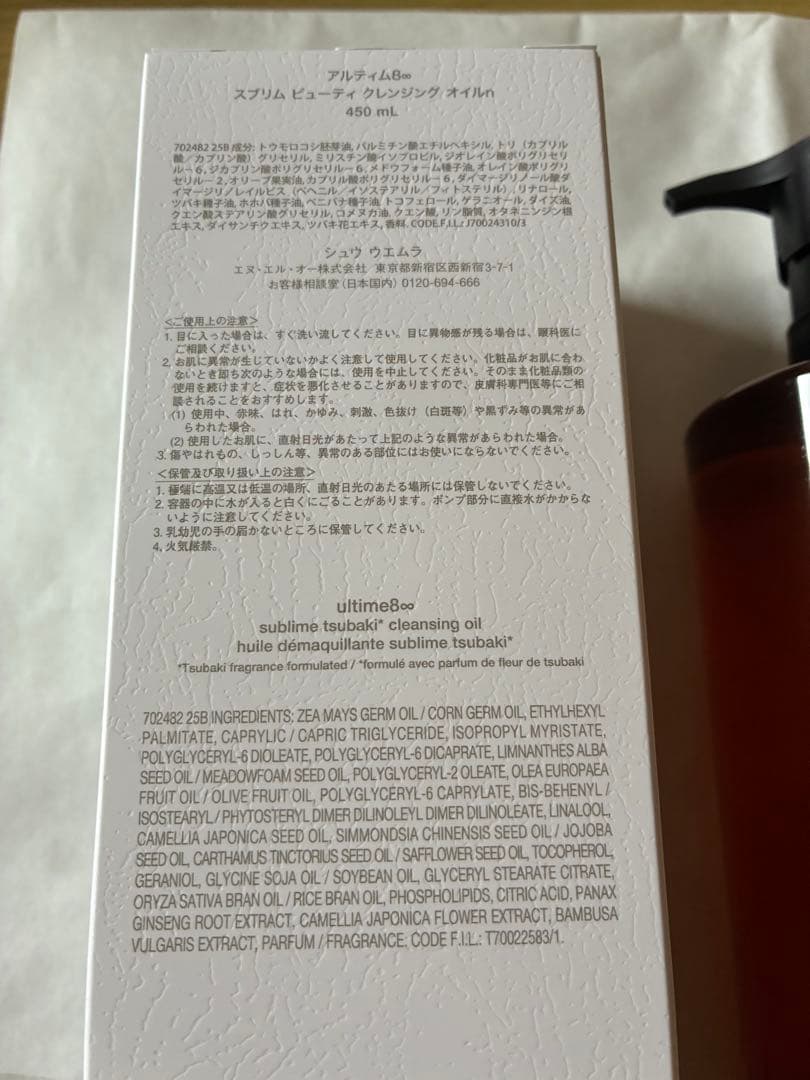 アルティム8∞
スブリム ビューティ クレンジング オイルn
450 mL
702482 25B 成分: トウモロコシ胚芽油, パルミチン酸エチルヘキシル, トリ（カプリル
酸／カプリン酸）グリセリル, ミリスチン酸イソプロピル, ジオレイン酸ポリグリセリ
ル－6, ジカプリン酸ポリグリセリル－6, メドウフォーム種子油, オレイン酸ポリグリ
セリル－2, オリーブ果実油, カプリル酸ポリグリセリル－6, ダイマージリノール酸ダ
イマージリノレイルビス（ベヘニル／イソステアリル／フィトステリル）, リナロール,
ツバキ種子油, ホホバ種子油, ベニバナ種子油, トコフェロール, ゲラニオール, ダイズ油,
クエン酸ステアリン酸グリセリル, コメヌカ油, クエン酸, リン脂質, オタネニンジン根
エキス, ダイサンチクエキス, ツバキ花エキス, 香料. CODE.F.I.L.: J70024310/3
シュウ ウエムラ
エヌ・エル・オー株式会社 東京都新宿区西新宿3-7-1
お客様相談室（日本国内）0120-694-666
＜ご使用上の注意＞
1. 目に入った場合は、すぐ洗い流してください。目に異物感が残る場合は、眼科医に
ご相談ください。
2. お肌に異常が生じていないかよく注意して使用してください。化粧品がお肌に合わ
ないとき即ち次のような場合には、使用を中止してください。そのまま化粧品類の
使用を続けますと、症状を悪化させることがありますので、皮膚科専門医等にご相
談されることをおすすめします。
(1) 使用中、赤味、はれ、かゆみ、刺激、色抜け（白斑等）や黒ずみ等の異常があ
らわれた場合。
(2) 使用したお肌に、直射日光があたって上記のような異常があらわれた場合。
3. 傷やはれもの、しっしん等、異常のある部位にはお使いにならないでください。
＜保管及び取り扱い上の注意＞
1. 極端に高温又は低温の場所、直射日光のあたる場所には保管しないでください。
2. 容器の中に水が入ると白くにごることがあります。ポンプ部分に直接水がかからな
いように注意してください。
3. 乳幼児の手の届かないところに保管してください。
4. 火気厳禁。
ultime8∞
sublime tsubaki* cleansing oil
huile démaquillante sublime tsubaki*
*Tsubaki fragrance formulated / *formulé avec parfum de fleur de tsubaki
702482 25B INGREDIENTS: ZEA MAYS GERM OIL / CORN GERM OIL, ETHYLHEXYL
PALMITATE, CAPRYLIC / CAPRIC TRIGLYCERIDE, ISOPROPYL MYRISTATE,
POLYGLYCERYL-6 DIOLEATE, POLYGLYCERYL-6 DICAPRATE, LIMNANTHES ALBA
SEED OIL / MEADOWFOAM SEED OIL, POLYGLYCERYL-2 OLEATE, OLEA EUROPAEA
FRUIT OIL / OLIVE FRUIT OIL, POLYGLYCERYL-6 CAPRYLATE, BIS-BEHENYL /
ISOSTEARYL / PHYTOSTERYL DIMER DILINOLEYL DIMER DILINOLEATE, LINALOOL,
CAMELLIA JAPONICA SEED OIL, SIMMONDSIA CHINENSIS SEED OIL / JOJOBA
SEED OIL, CARTHAMUS TINCTORIUS SEED OIL / SAFFLOWER SEED OIL, TOCOPHEROL,
GERANIOL, GLYCINE SOJA OIL / SOYBEAN OIL, GLYCERYL STEARATE CITRATE,
ORYZA SATIVA BRAN OIL / RICE BRAN OIL, PHOSPHOLIPIDS, CITRIC ACID, PANAX
GINSENG ROOT EXTRACT, CAMELLIA JAPONICA FLOWER EXTRACT, BAMBUSA
VULGARIS EXTRACT, PARFUM / FRAGRANCE. CODE F.I.L.: T70022583/1.